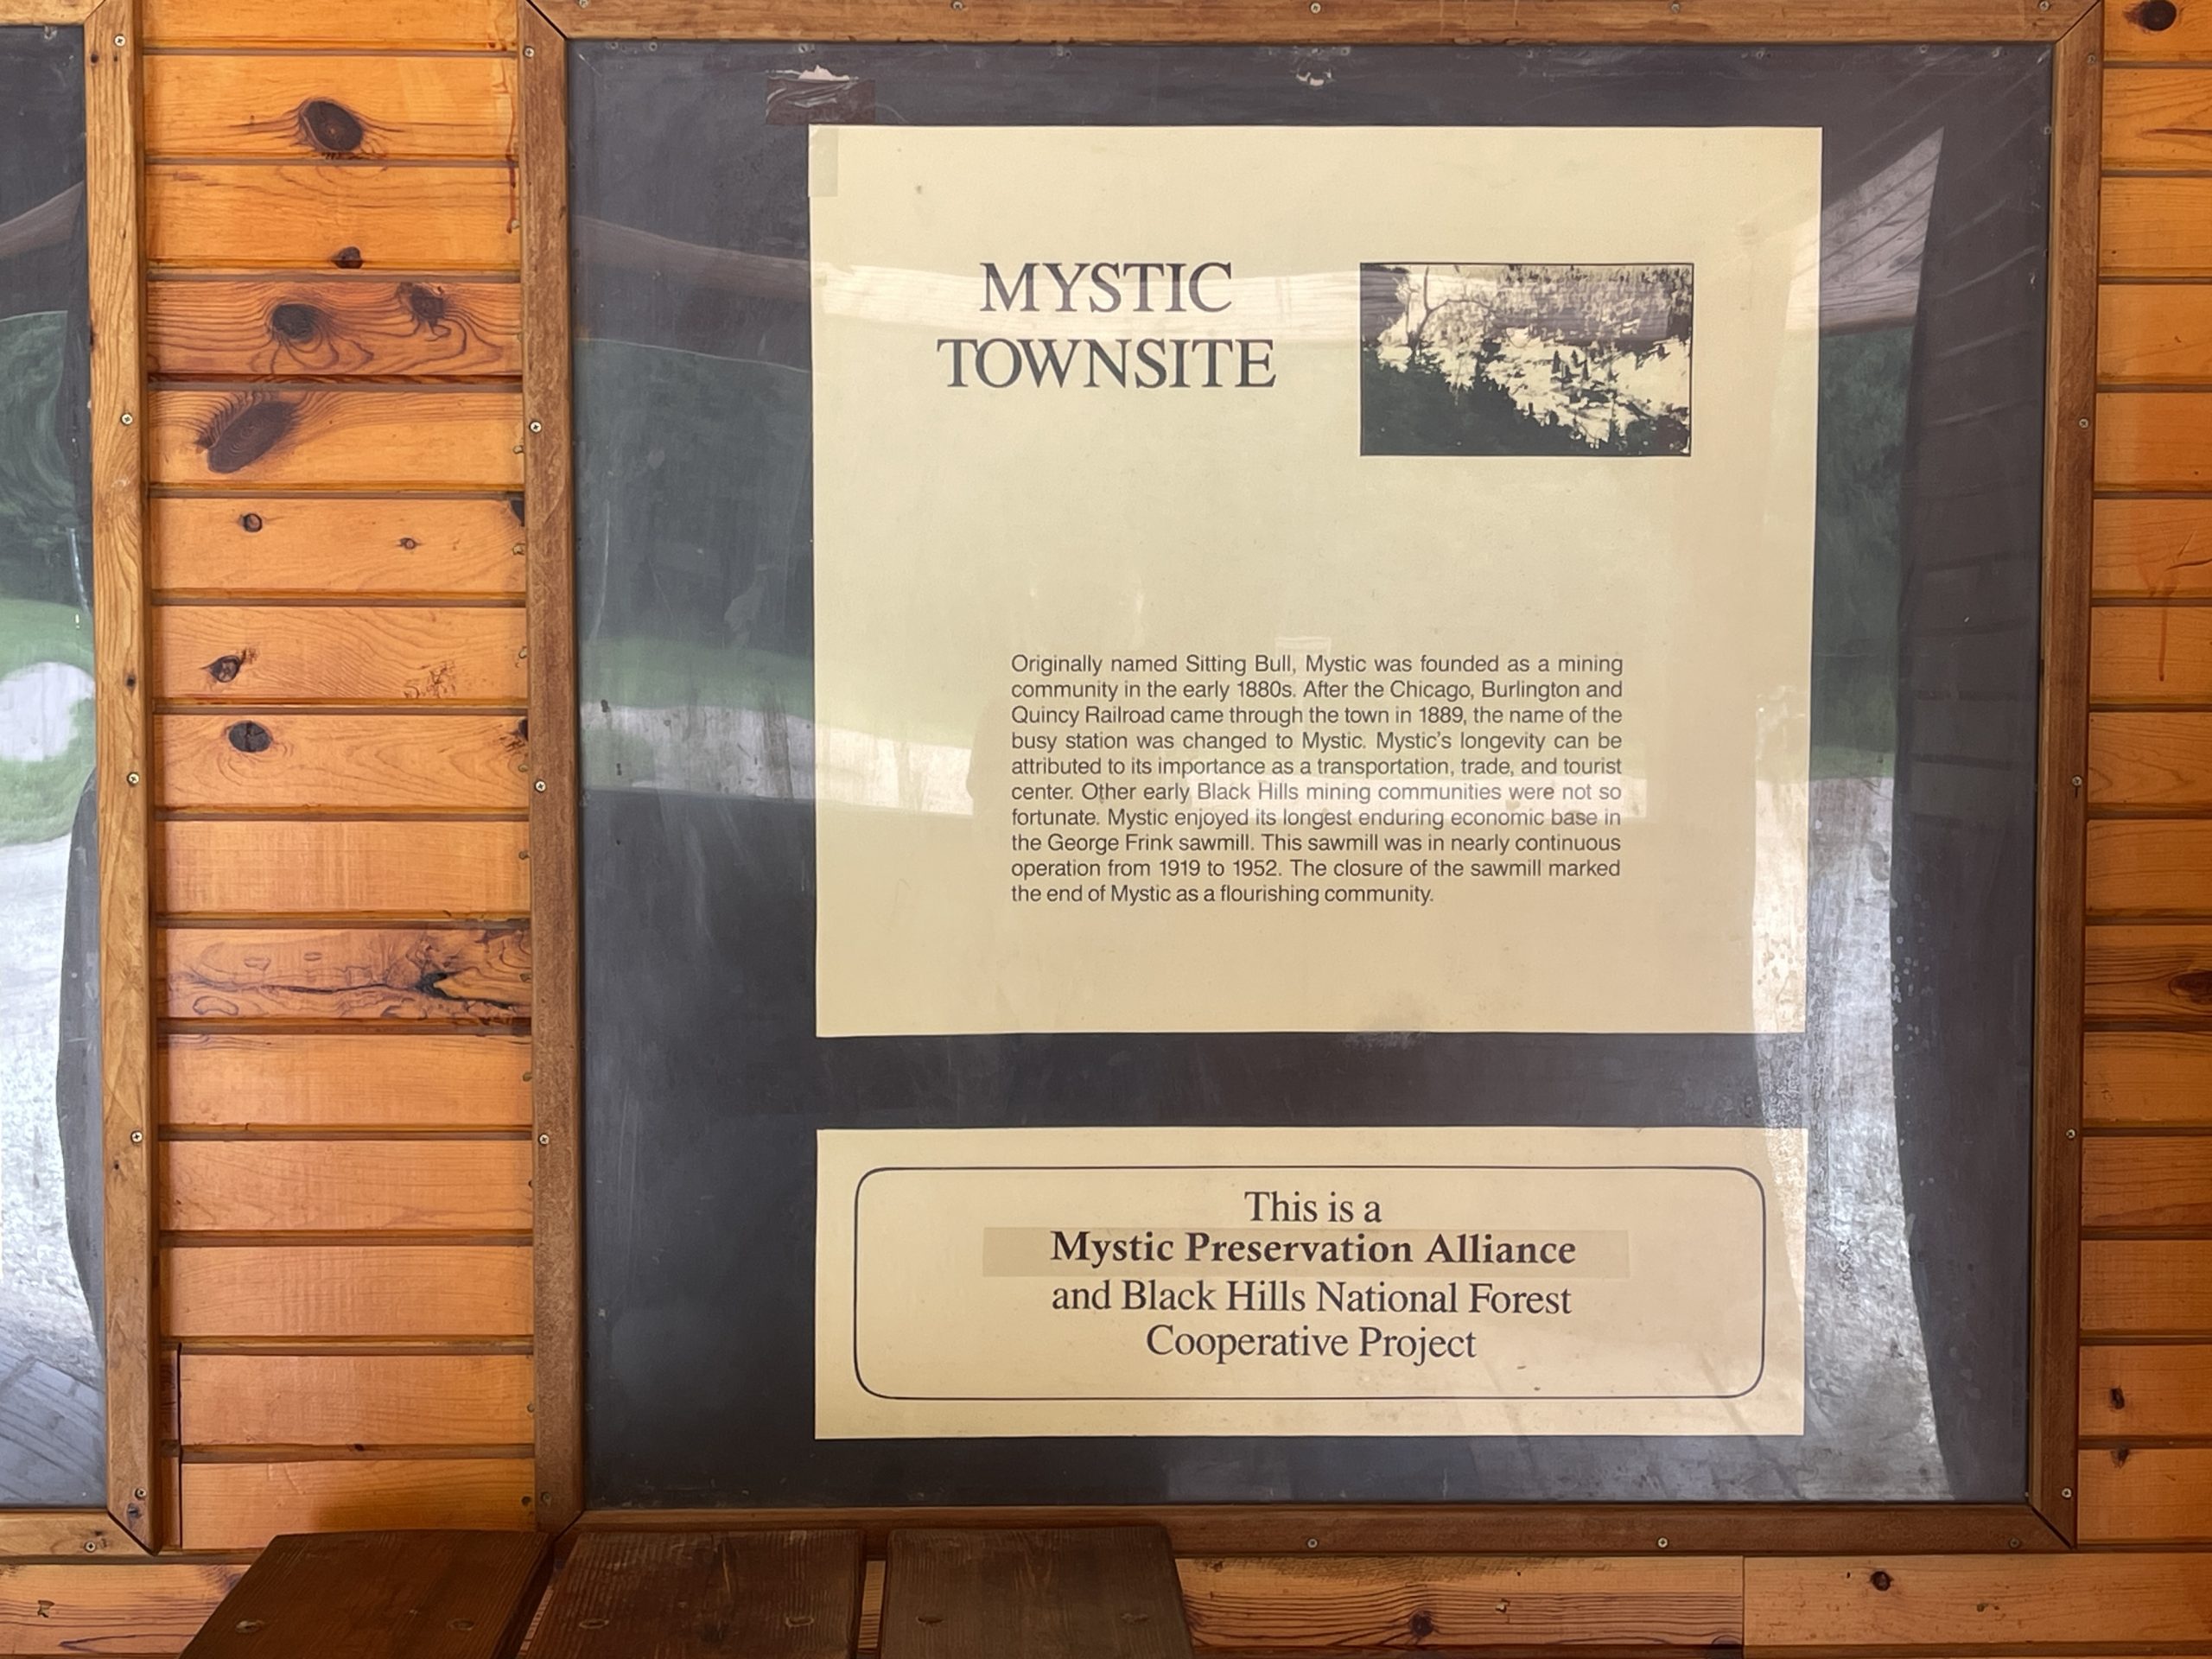 MYSTIC
TOWNSITE
Originally named Sitting Bull, Mystic was founded as a mining
community in the early 1880s. After the Chicago, Burlington and
Quincy Railroad came through the town in 1889, the name of the
busy station was changed to Mystic. Mystic's longevity can be
attributed to its importance as a transportation, trade, and tourist
center. Other early Black Hills mining communities were not so
fortunate. Mystic enjoyed its longest enduring economic base in
the George Frink sawmill. This sawmill was in nearly continuous
operation from 1919 to 1952. The closure of the sawmill marked
the end of Mystic as a flourishing community.
This is a
Mystic Preservation Alliance
and Black Hills National Forest
Cooperative Project